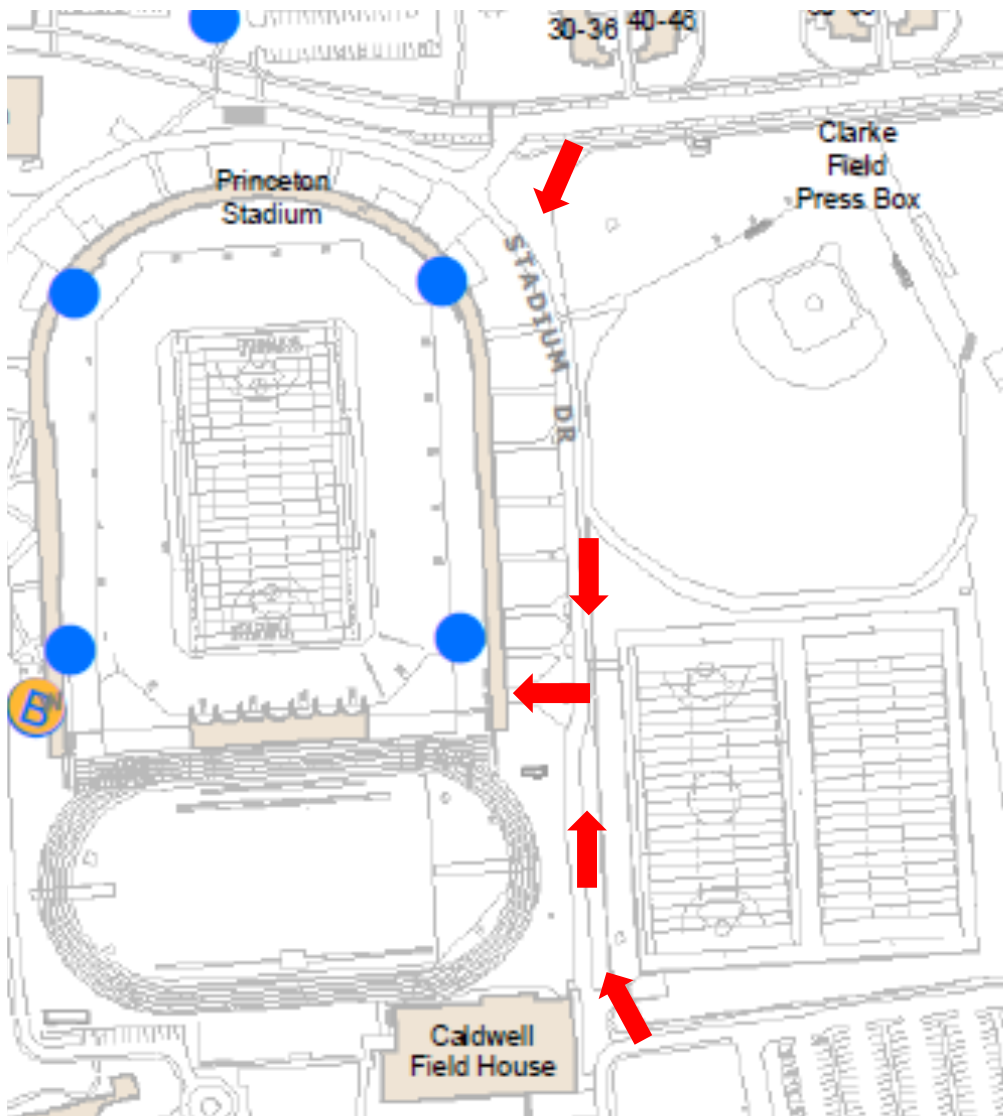 30-36
40-46
Clarke
Field
Press Box
Princeton
Stadium
STADIUM DR
B
Caldwell
Field House